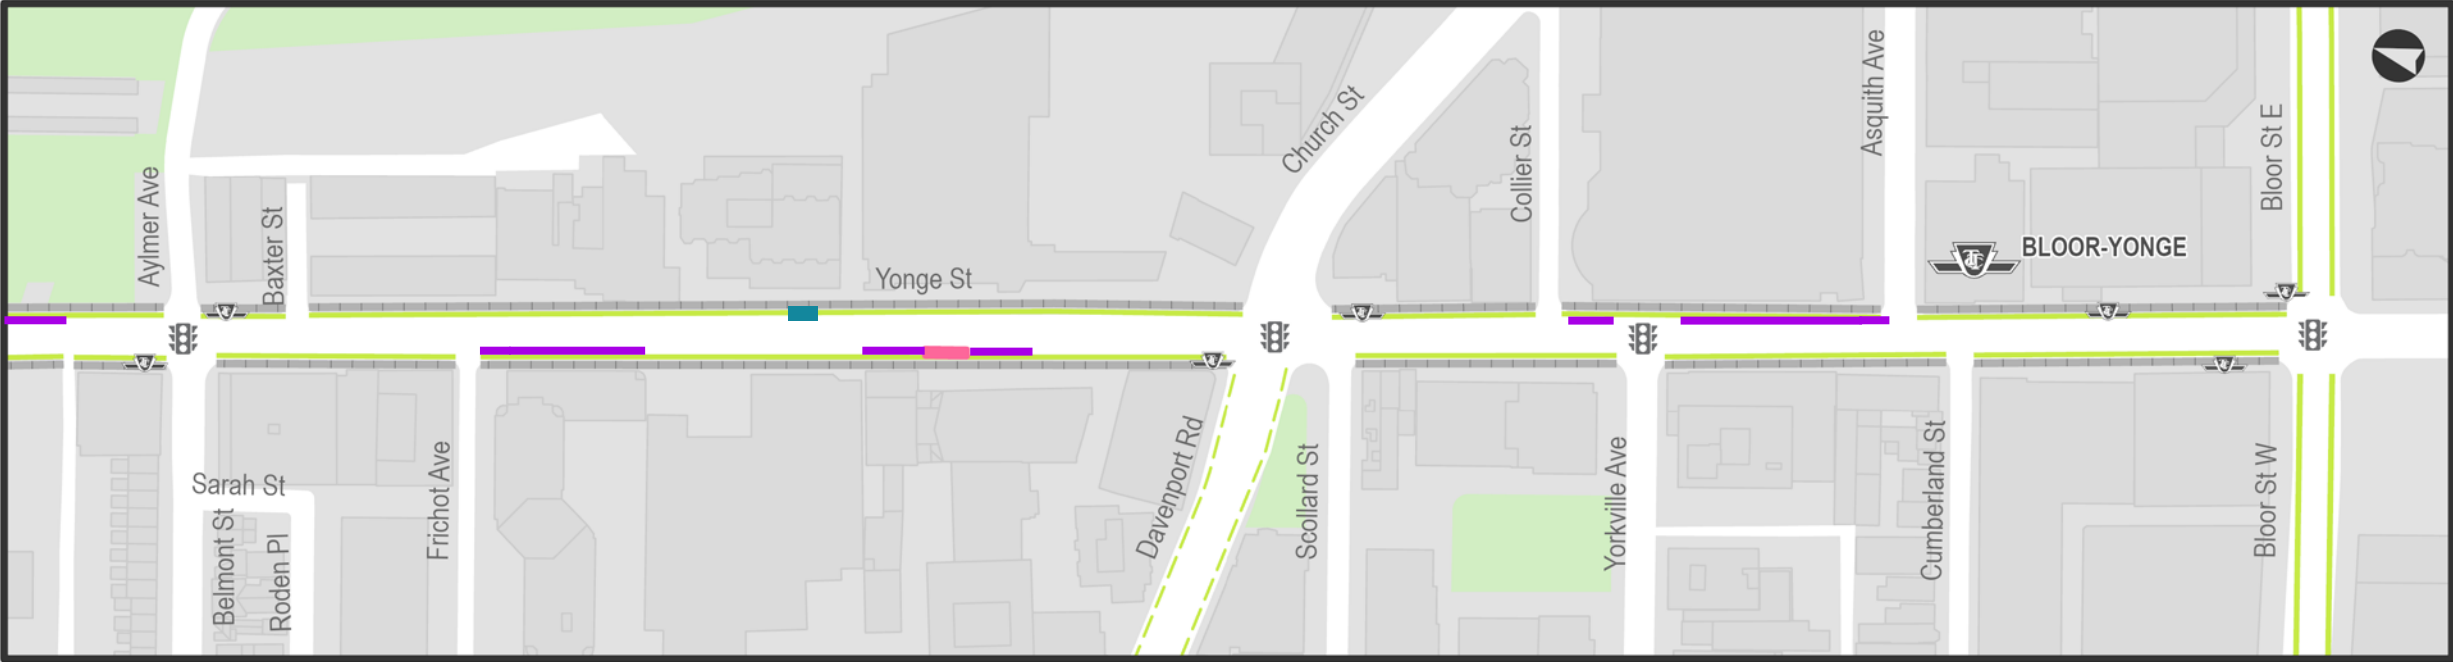 Aylmer Ave
Baxter St
Yonge St
Church St
Collier St
Asquith Ave
Bloor St E
BLOOR-YONGE
Sarah St
Belmont St
Roden Pl
Frichot Ave
Davenport Rd
Scollard St
Yorkville Ave
Cumberland St
Bloor St W